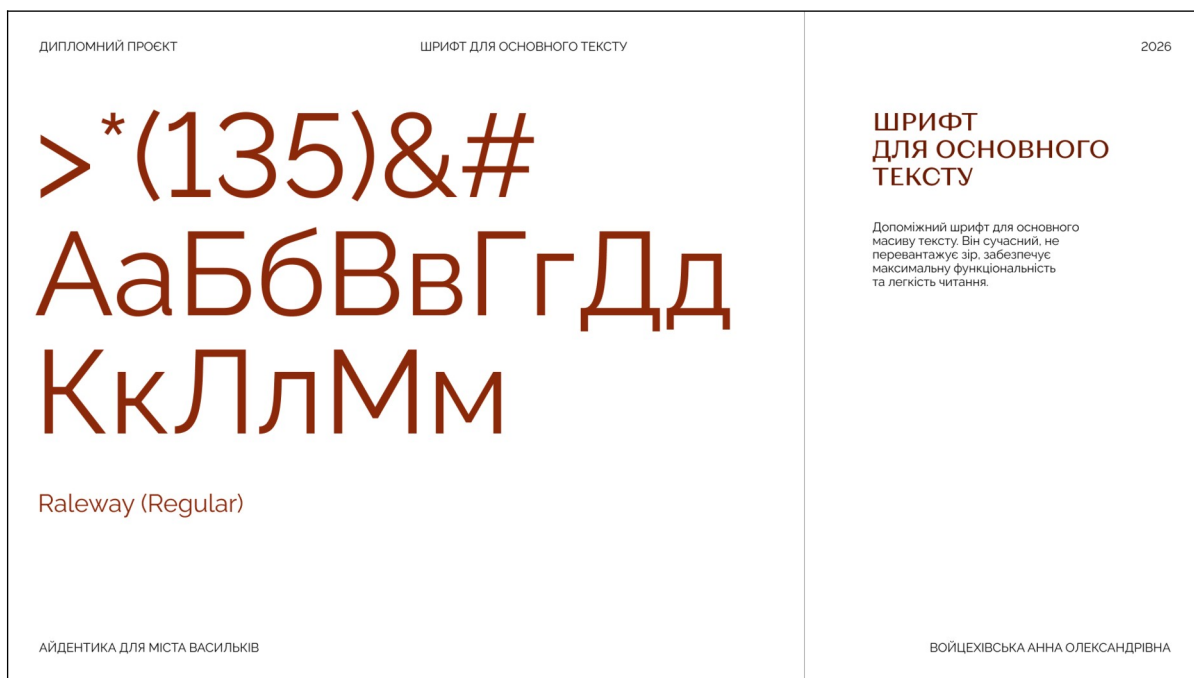 ДИПЛОМНИЙ ПРОЄКТ
ШРИФТ ДЛЯ ОСНОВНОГО ТЕКСТУ
2026
>*(135)&#
АаБбВвГгДд
КкЛлМм
Raleway (Regular)
ШРИФТ
ДЛЯ ОСНОВНОГО
ТЕКСТУ
Допоміжний шрифт для основного
масиву тексту. Він сучасний, не
перевантажує зір, забезпечує
максимальну функціональність
та легкість читання.
АЙДЕНТИКА ДЛЯ МІСТА ВАСИЛЬКІВ
ВОЙЦЕХІВСЬКА АННА ОЛЕКСАНДРІВНА